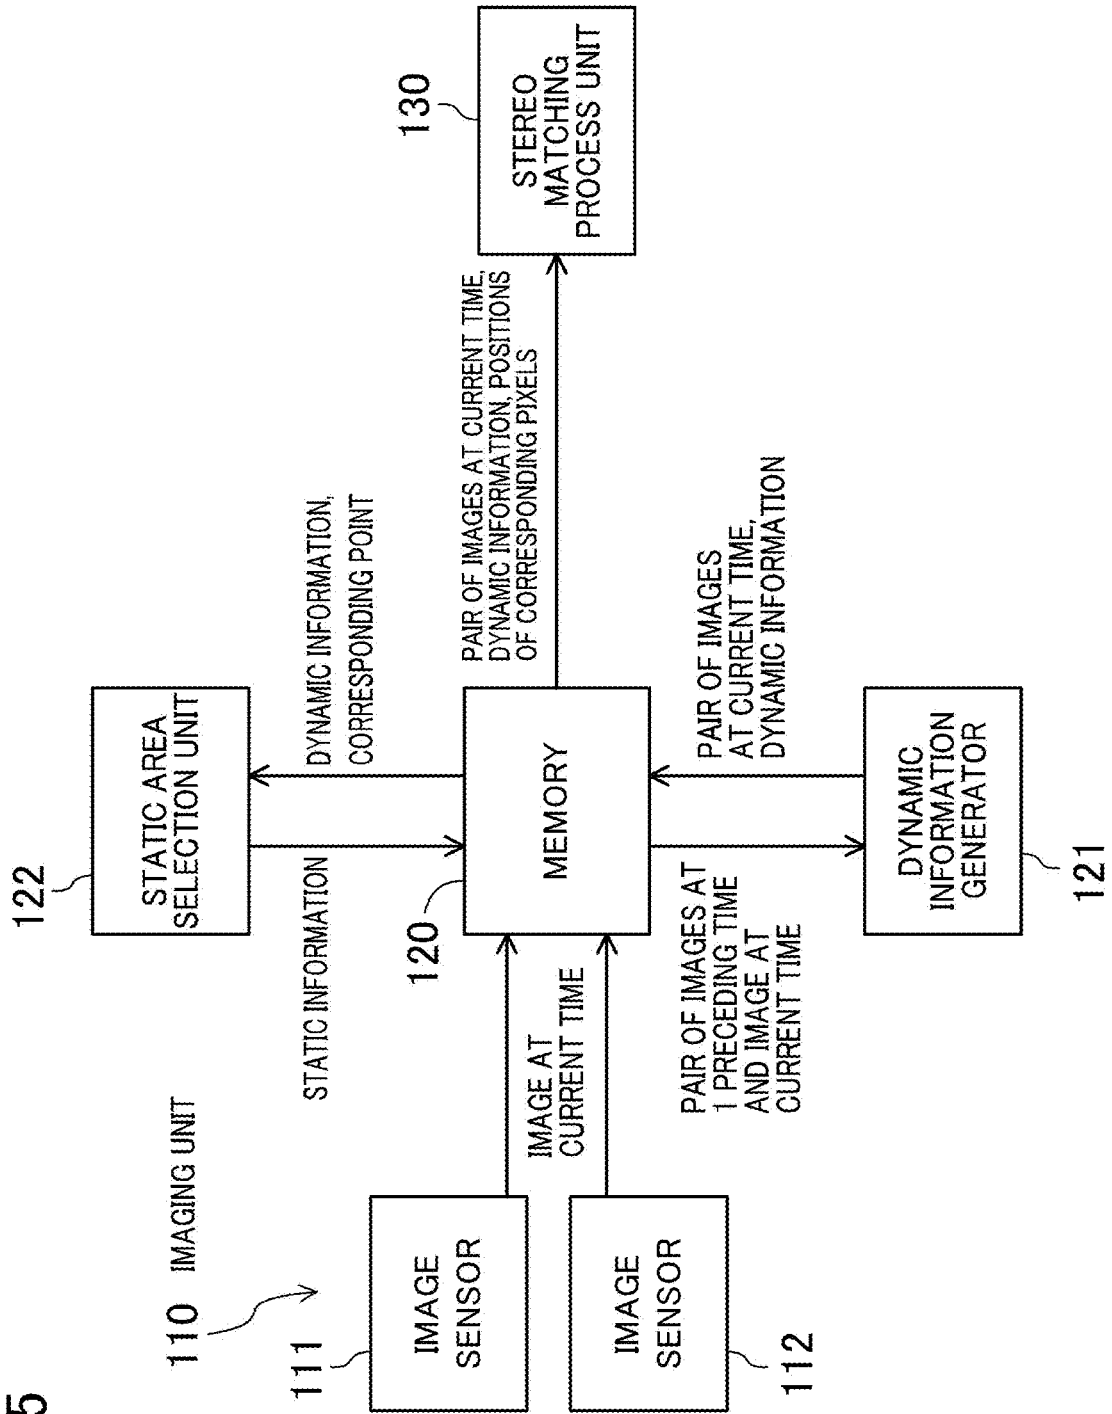 5
110 IMAGING UNIT
111
IMAGE
SENSOR
IMAGE
SENSOR
112
IMAGE AT
CURRENT TIME
122
STATIC AREA
SELECTION UNIT
STATIC INFORMATION
DYNAMIC INFORMATION,
CORRESPONDING POINT
120
MEMORY
PAIR OF IMAGES AT
1 PRECEDING TIME
AND IMAGE AT
CURRENT TIME
PAIR OF IMAGES
AT CURRENT TIME,
DYNAMIC INFORMATION
DYNAMIC
INFORMATION
GENERATOR
121
PAIR OF IMAGES AT CURRENT TIME,
DYNAMIC INFORMATION, POSITIONS
OF CORRESPONDING PIXELS
130
STEREO
MATCHING
PROCESS UNIT